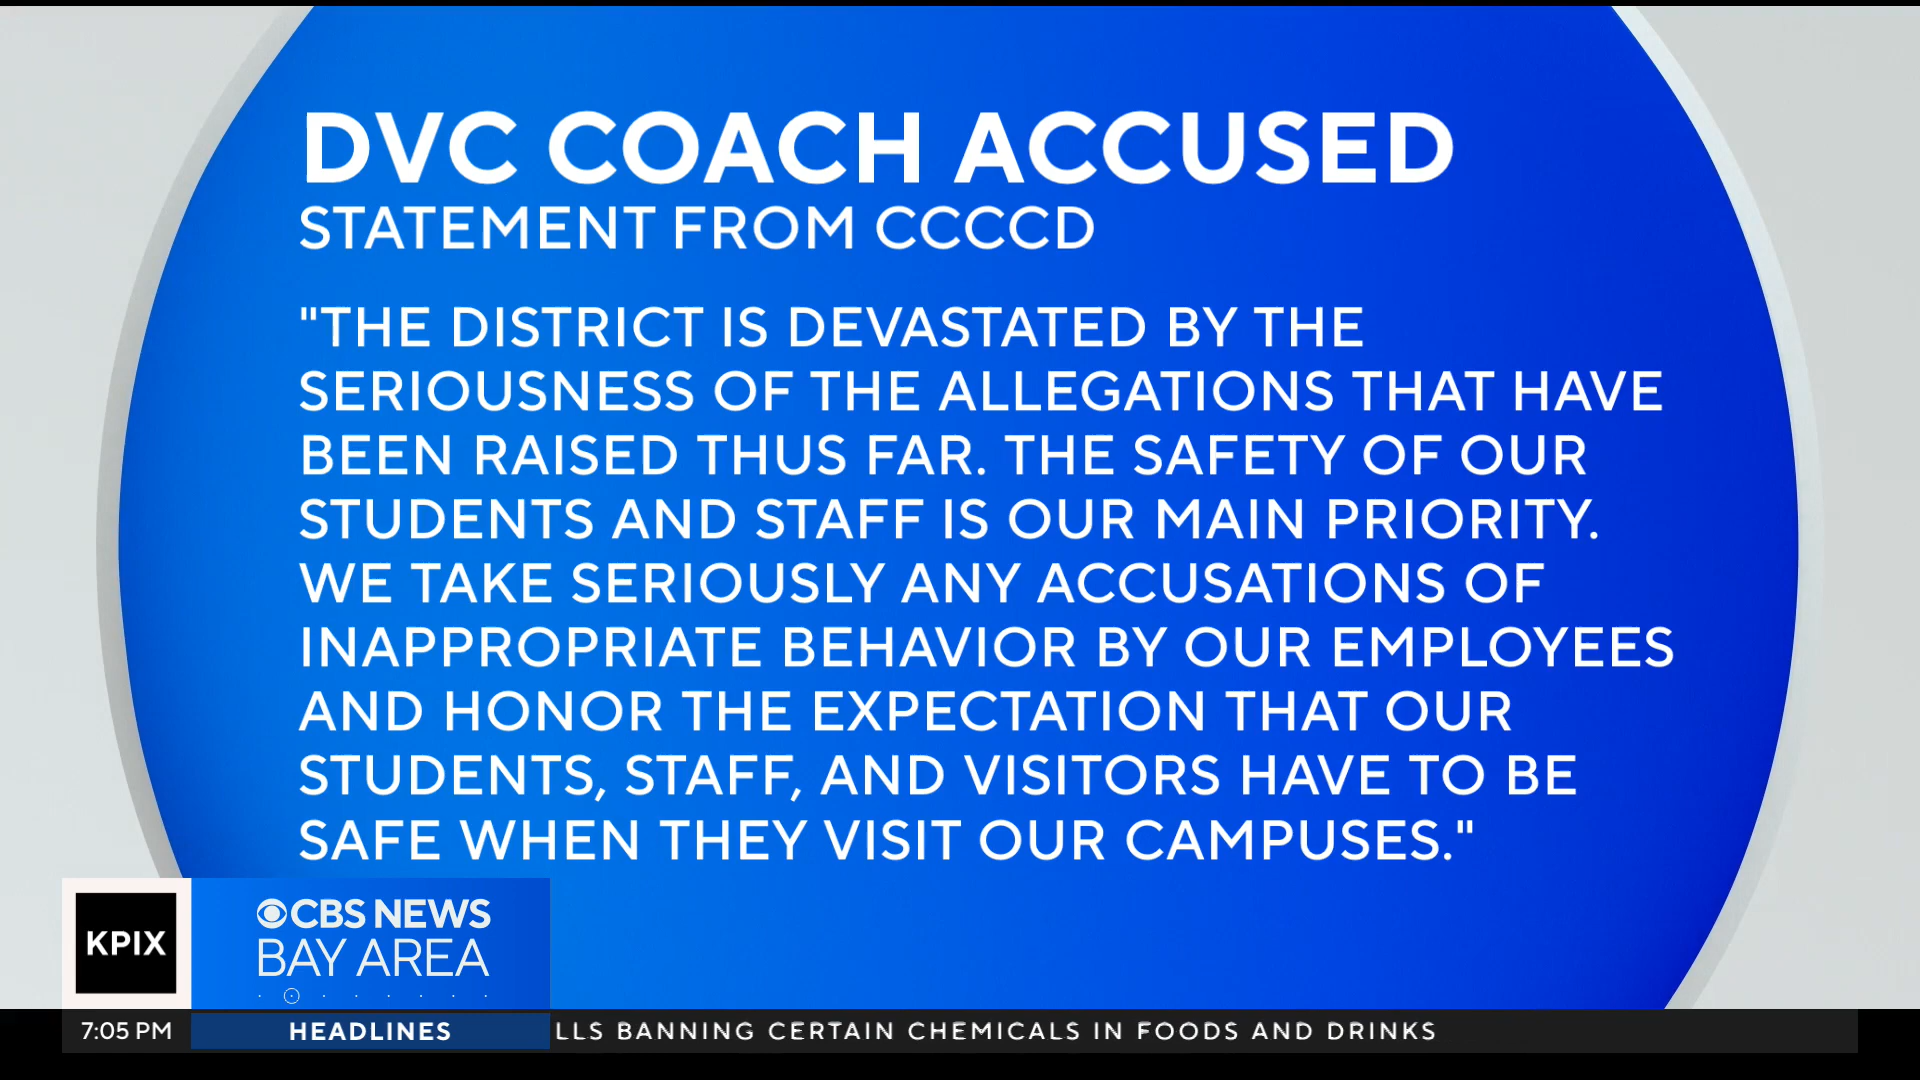 DVC COACH ACCUSED
STATEMENT FROM CCCCD
"THE DISTRICT IS DEVASTATED BY THE
SERIOUSNESS OF THE ALLEGATIONS THAT HAVE
BEEN RAISED THUS FAR. THE SAFETY OF OUR
STUDENTS AND STAFF IS OUR MAIN PRIORITY.
WE TAKE SERIOUSLY ANY ACCUSATIONS OF
INAPPROPRIATE BEHAVIOR BY OUR EMPLOYEES
AND HONOR THE EXPECTATION THAT OUR
STUDENTS, STAFF, AND VISITORS HAVE TO BE
SAFE WHEN THEY VISIT OUR CAMPUSES."
KPIX
CBS NEWS
BAY AREA
7:05 PM
HEADLINES
LLS BANNING CERTAIN CHEMICALS IN FOODS AND DRINKS